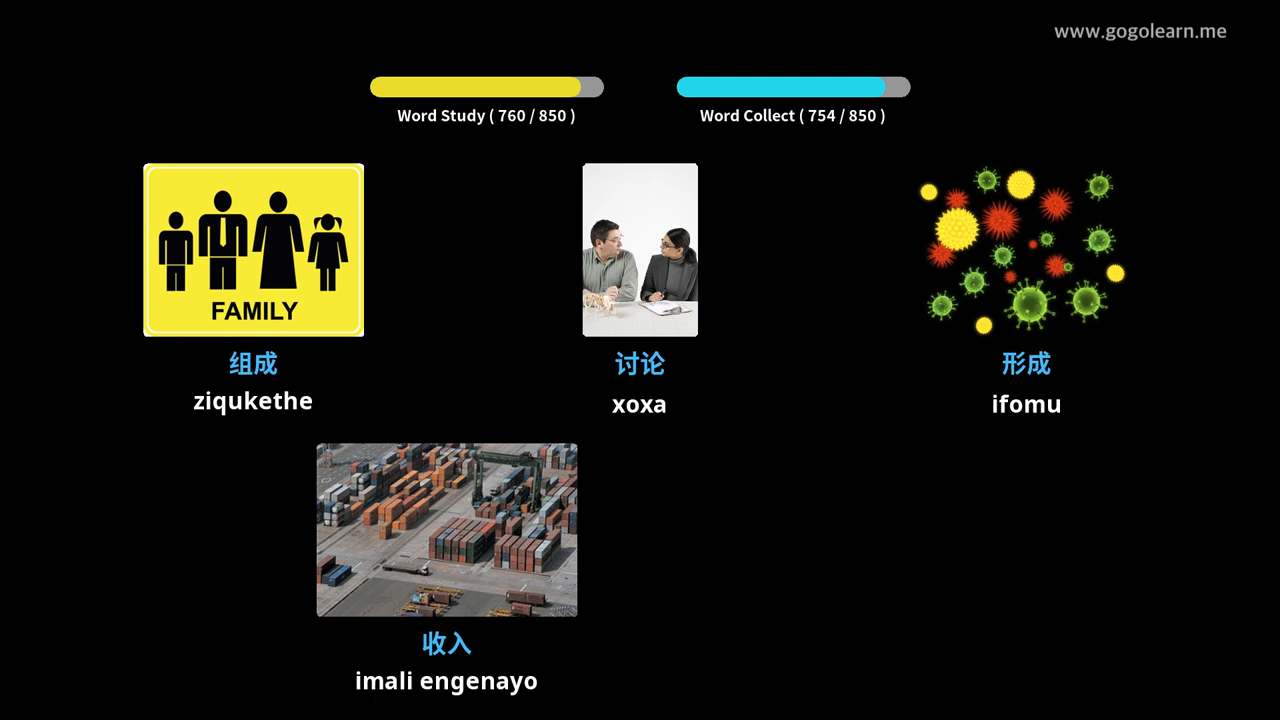 www.gogolearn.me
Word Study ( 760 / 850 )
Word Collect ( 754 / 850 )
FAMILY
组成
ziqukethe
讨论
xoxa
形成
ifomu
收入
imali engenayo